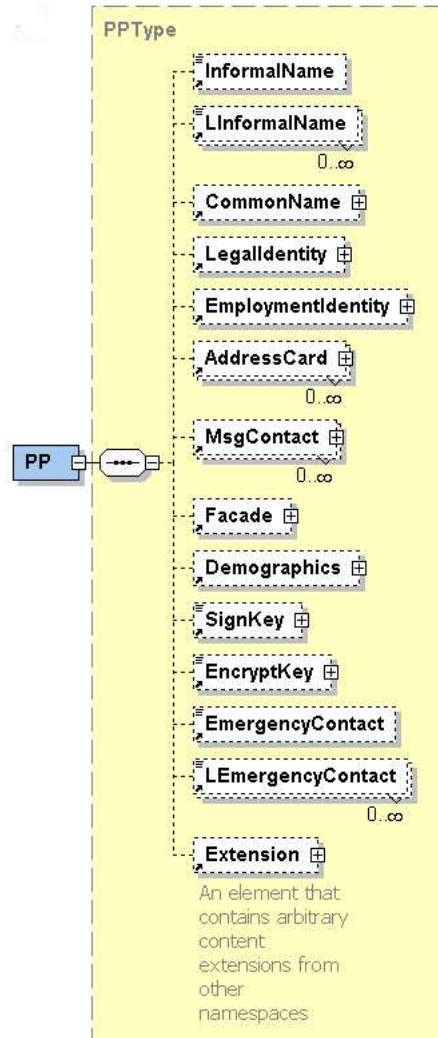 PPType
InformalName
LInformalName
0..∞
CommonName
LegalIdentity
EmploymentIdentity
AddressCard
0..∞
MsgContact
0..∞
PP
Facade
Demographics
SignKey
EncryptKey
EmergencyContact
LEmergencyContact
0..∞
Extension
An element that
contains arbitrary
content
extensions from
other
namespaces